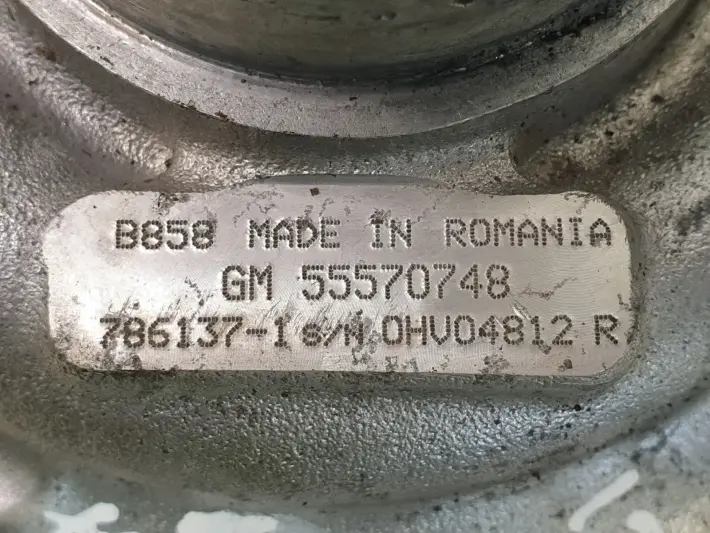 B858 MADE IN ROMANIA
GM 55570748
786137-1 S/N 0HV04812 R